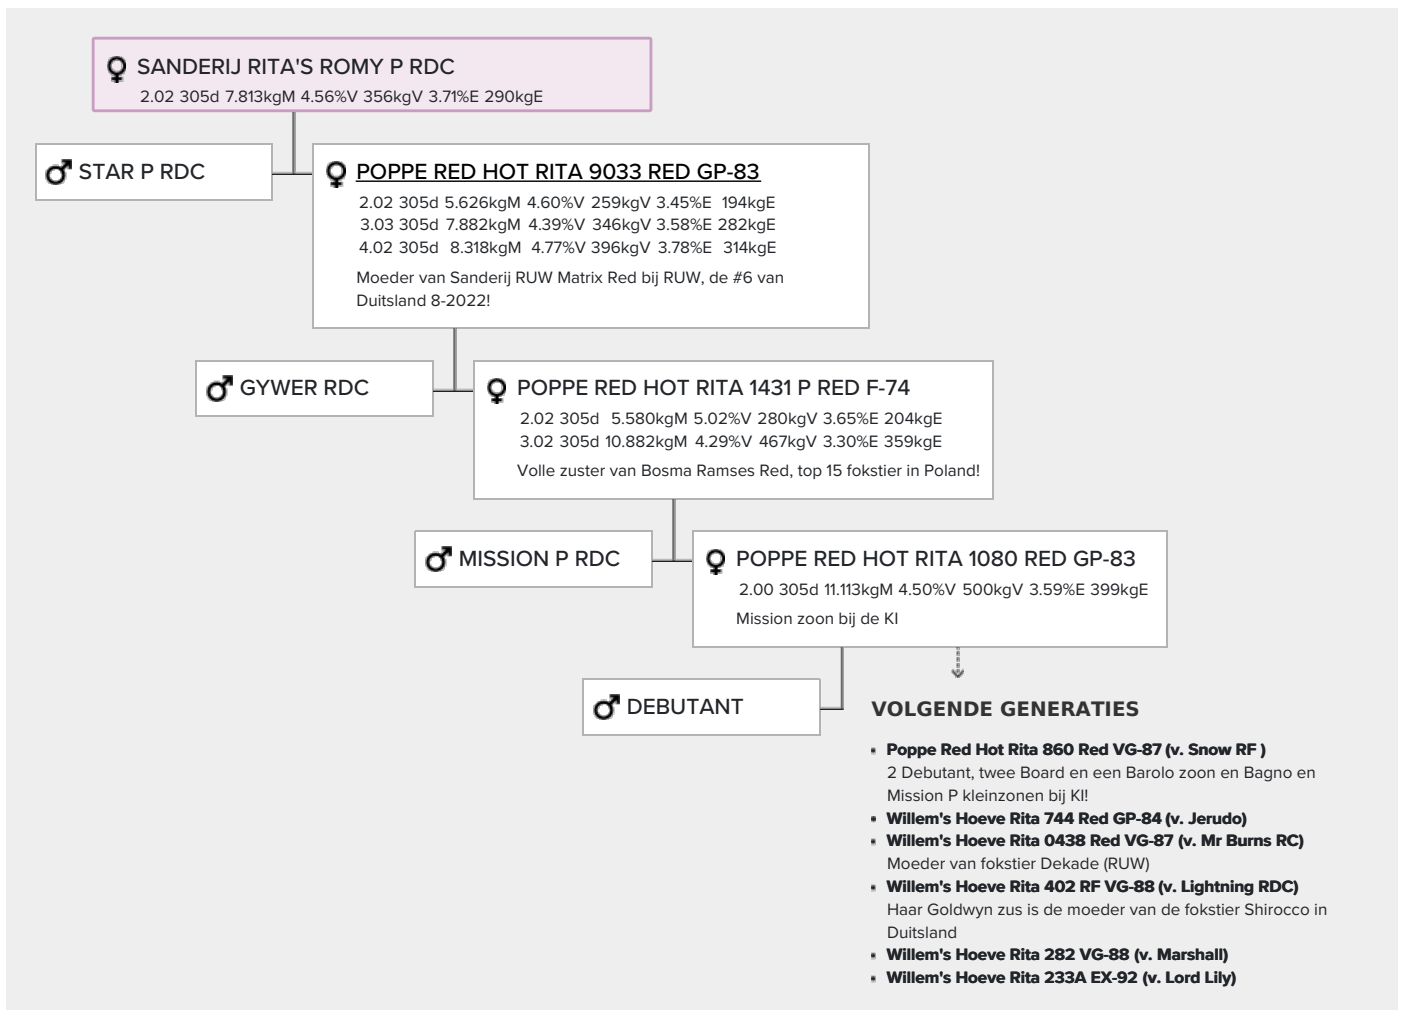 SANDERIJ RITA'S ROMY P RDC
2.02 305d 7.813kgM 4.56%V 356kgV 3.71%E 290kgE
STAR P RDC
POPPE RED HOT RITA 9033 RED GP-83
2.02 305d 5.626kgM 4.60%V 259kgV 3.45%E 194kgE
3.03 305d 7.882kgM 4.39%V 346kgV 3.58%E 282kgE
4.02 305d 8.318kgM 4.77%V 396kgV 3.78%E 314kgE
Moeder van Sanderij RUW Matrix Red bij RUW, de #6 van
Duitsland 8-2022!
GYWER RDC
POPPE RED HOT RITA 1431 P RED F-74
2.02 305d 5.580kgM 5.02%V 280kgV 3.65%E 204kgE
3.02 305d 10.882kgM 4.29%V 467kgV 3.30%E 359kgE
Volle zuster van Bosma Ramses Red, top 15 fokstier in Poland!
MISSION P RDC
POPPE RED HOT RITA 1080 RED GP-83
2.00 305d 11.113kgM 4.50%V 500kgV 3.59%E 399kgE
Mission zoon bij de KI
DEBUTANT
VOLGENDE GENERATIES
Poppe Red Hot Rita 860 Red VG-87 (v. Snow RF )
2 Debutant, twee Board en een Barolo zoon en Bagno en
Mission P kleinzonen bij KI!
Willem's Hoeve Rita 744 Red GP-84 (v. Jerudo)
Willem's Hoeve Rita 0438 Red VG-87 (v. Mr Burns RC)
Moeder van fokstier Dekade (RUW)
Willem's Hoeve Rita 402 RF VG-88 (v. Lightning RDC)
Haar Goldwyn zus is de moeder van de fokstier Shirocco in
Duitsland
Willem's Hoeve Rita 282 VG-88 (v. Marshall)
Willem's Hoeve Rita 233A EX-92 (v. Lord Lily)